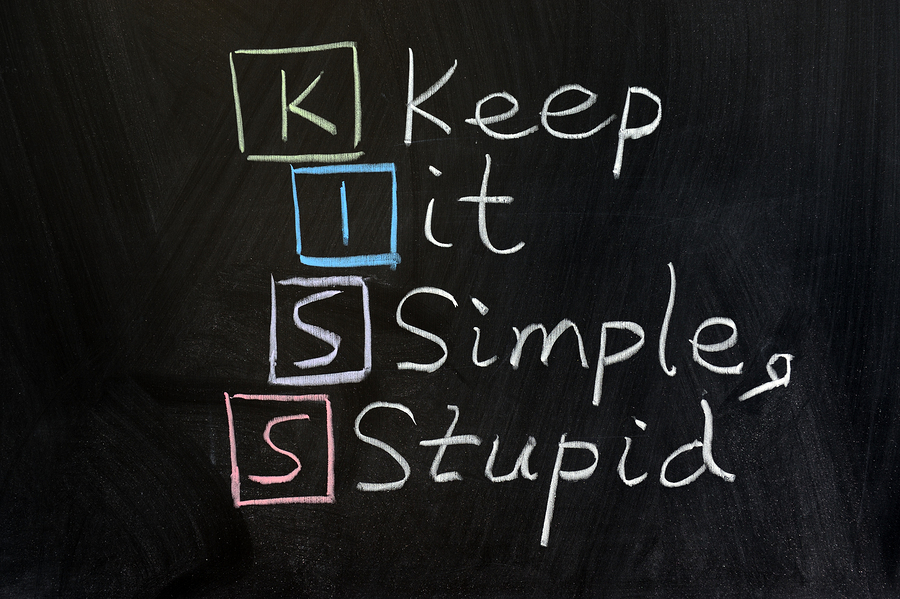 K Keep
I it
S Simple,
S Stupid